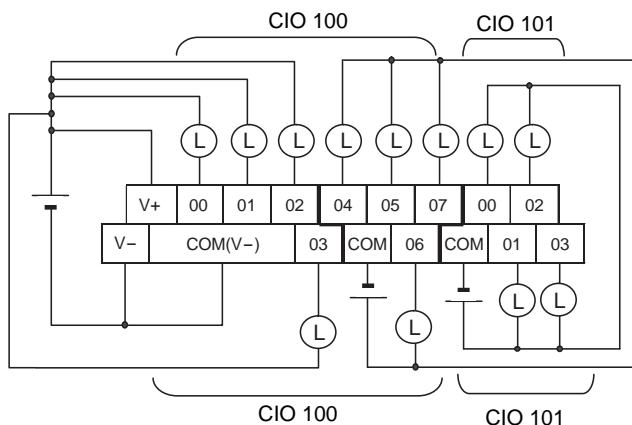 CIO 100 CIO 101
L L L L L L L L
V+ 00 01 02 04 05 07 00 02
V− COM(V−) 03 COM 06 COM 01 03
L L L L
CIO 100 CIO 101